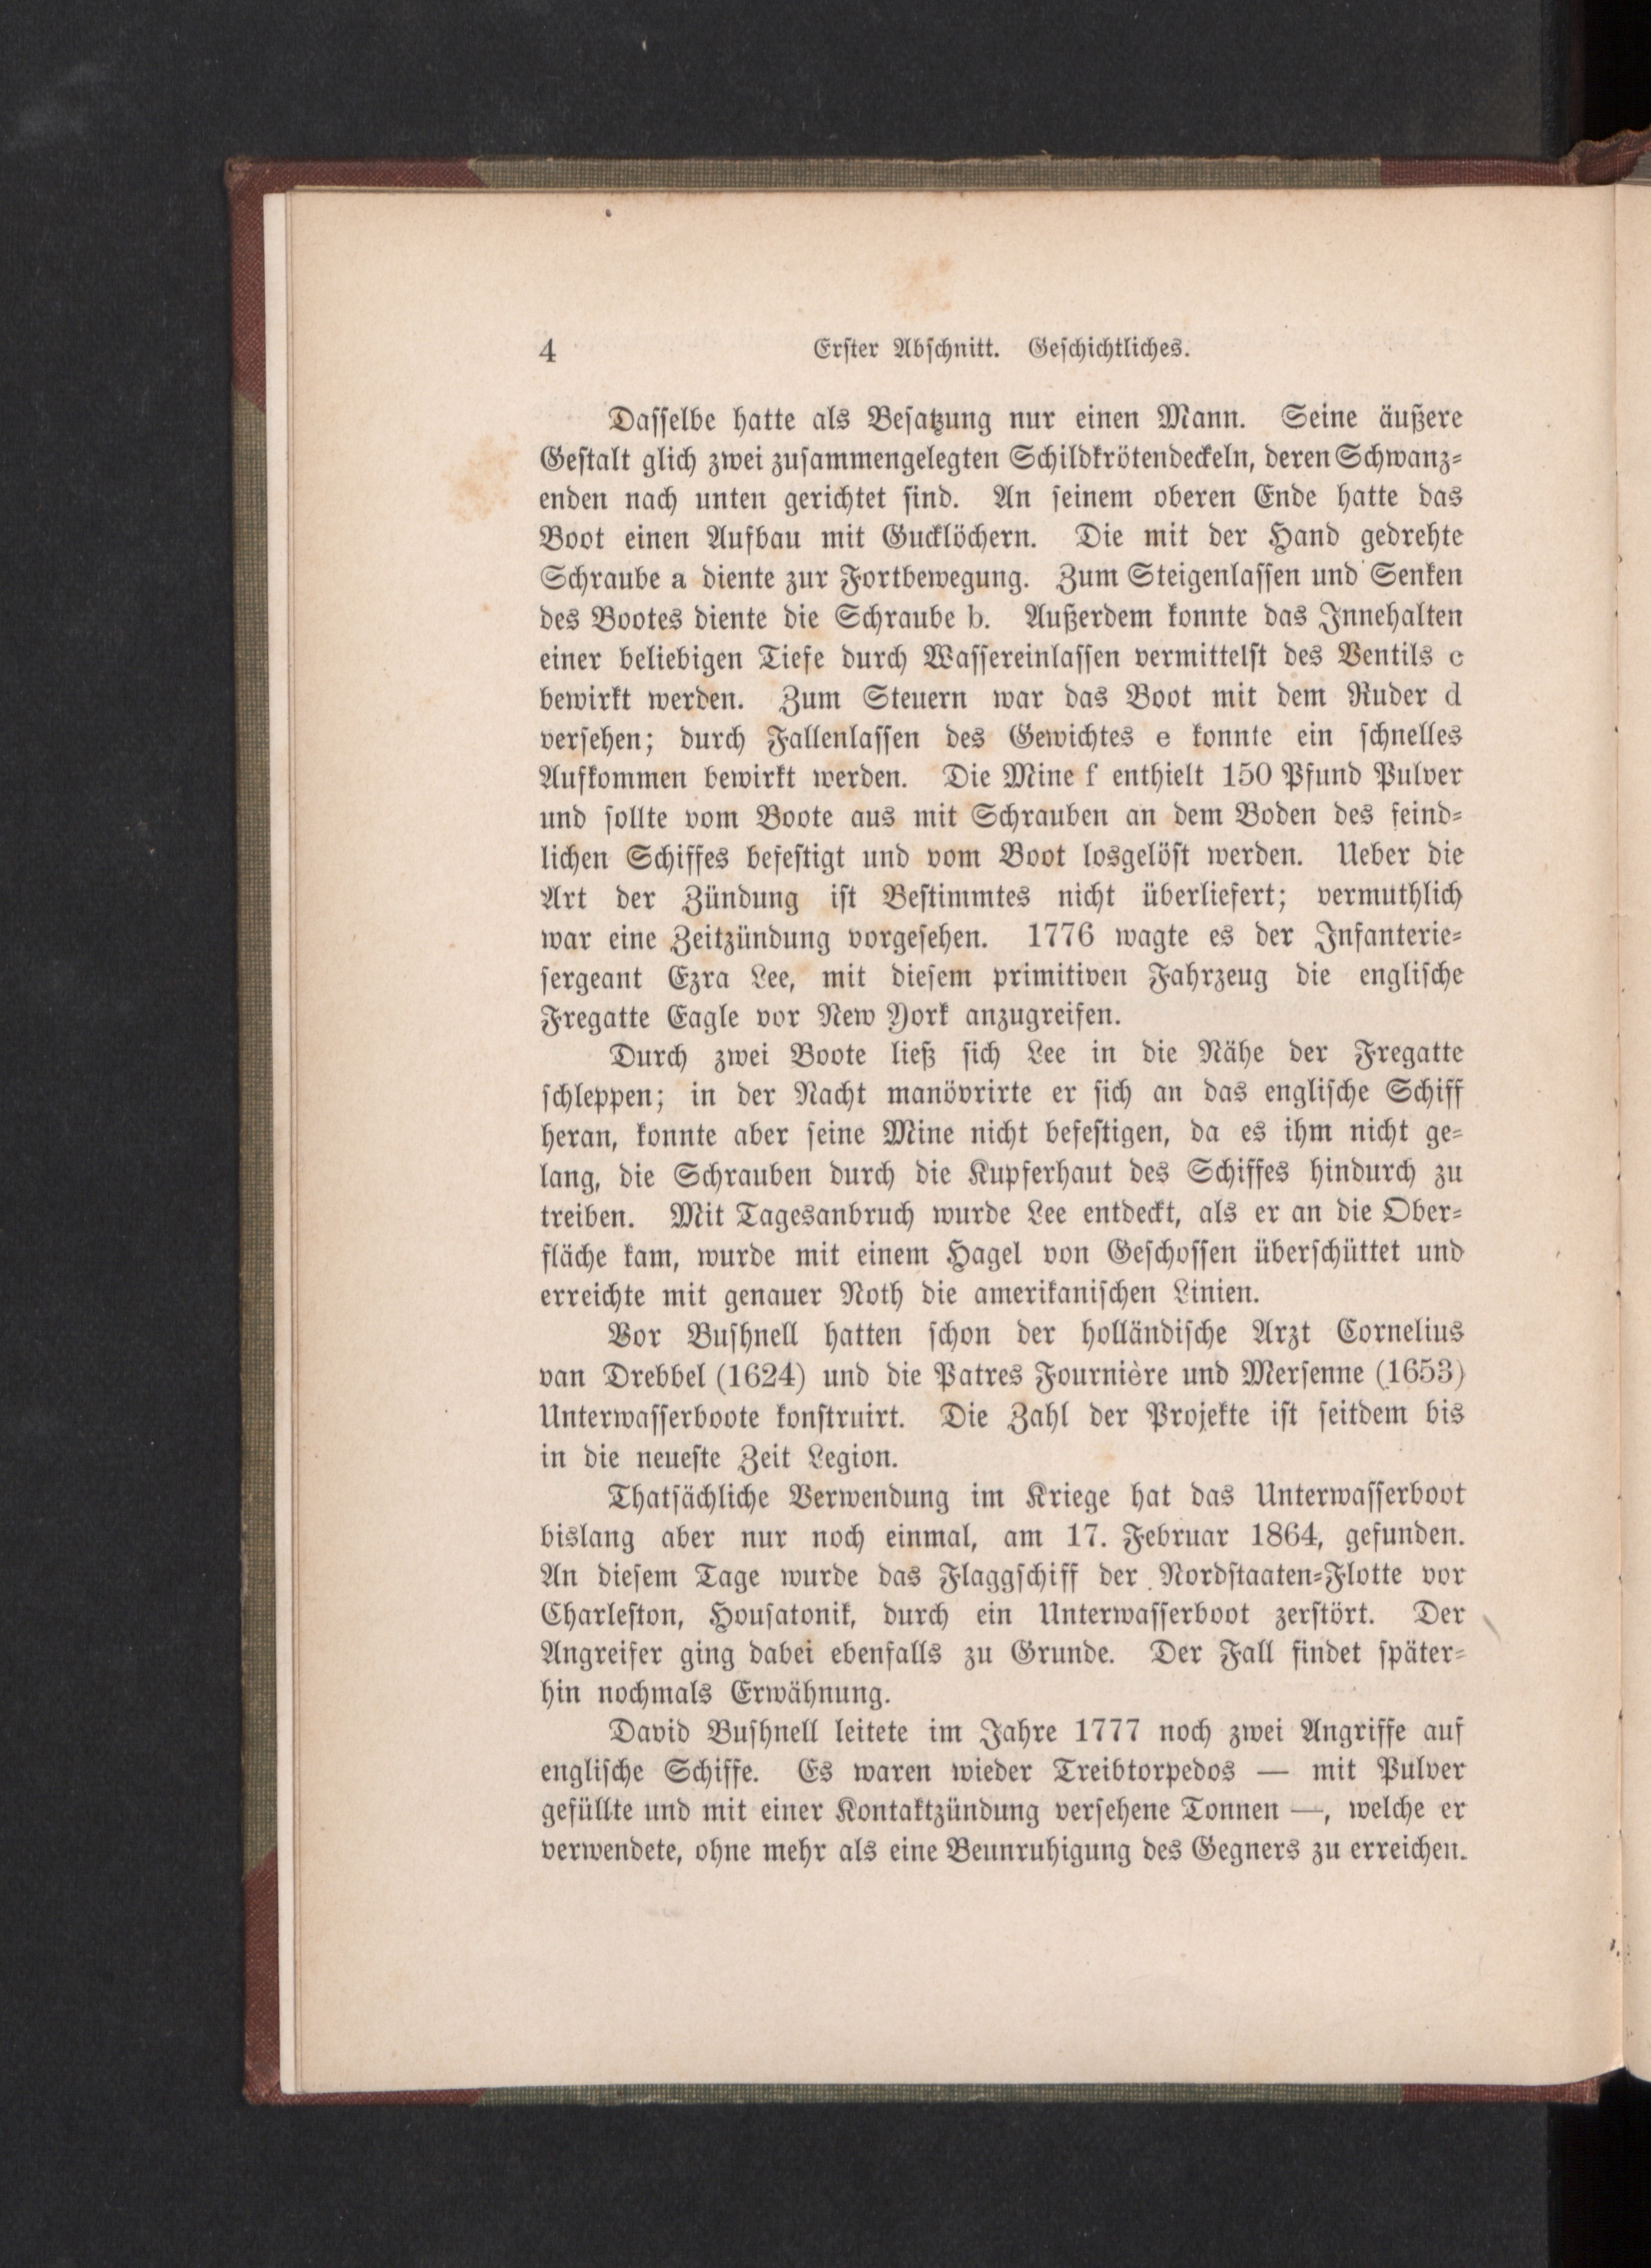 4 Erster Abschnitt. Geschichtliches.
Dasselbe hatte als Besatzung nur einen Mann. Seine äußere
Gestalt glich zwei zusammengelegten Schildkrötendeckeln, deren Schwanz-
enden nach unten gerichtet sind. An seinem oberen Ende hatte das
Boot einen Aufbau mit Gucklöchern. Die mit der Hand gedrehte
Schraube a diente zur Fortbewegung. Zum Steigenlassen und Senken
des Bootes diente die Schraube b. Außerdem konnte das Innehalten
einer beliebigen Tiefe durch Wassereinlassen vermittelst des Ventils c
bewirkt werden. Zum Steuern war das Boot mit dem Ruder d
versehen; durch Fallenlassen des Gewichtes e konnte ein schnelles
Aufkommen bewirkt werden. Die Mine f enthielt 150 Pfund Pulver
und sollte vom Boote aus mit Schrauben an dem Boden des feind-
lichen Schiffes befestigt und vom Boot losgelöst werden. Ueber die
Art der Zündung ist Bestimmtes nicht überliefert; vermuthlich
war eine Zeitzündung vorgesehen. 1776 wagte es der Infanterie-
sergeant Ezra Lee, mit diesem primitiven Fahrzeug die englische
Fregatte Eagle vor New York anzugreifen.
Durch zwei Boote ließ sich Lee in die Nähe der Fregatte
schleppen; in der Nacht manövrirte er sich an das englische Schiff
heran, konnte aber seine Mine nicht befestigen, da es ihm nicht ge-
lang, die Schrauben durch die Kupferhaut des Schiffes hindurch zu
treiben. Mit Tagesanbruch wurde Lee entdeckt, als er an die Ober-
fläche kam, wurde mit einem Hagel von Geschossen überschüttet und
erreichte mit genauer Noth die amerikanischen Linien.
Vor Bushnell hatten schon der holländische Arzt Cornelius
van Drebbel (1624) und die Patres Fournière und Mersenne (1653)
Unterwasserboote konstruirt. Die Zahl der Projekte ist seitdem bis
in die neueste Zeit Legion.
Thatsächliche Verwendung im Kriege hat das Unterwasserboot
bislang aber nur noch einmal, am 17. Februar 1864, gefunden.
An diesem Tage wurde das Flaggschiff der Nordstaaten-Flotte vor
Charleston, Housatonik, durch ein Unterwasserboot zerstört. Der
Angreifer ging dabei ebenfalls zu Grunde. Der Fall findet später-
hin nochmals Erwähnung.
David Bushnell leitete im Jahre 1777 noch zwei Angriffe auf
englische Schiffe. Es waren wieder Treibtorpedos — mit Pulver
gefüllte und mit einer Kontaktzündung versehene Tonnen —, welche er
verwendete, ohne mehr als eine Beunruhigung des Gegners zu erreichen.